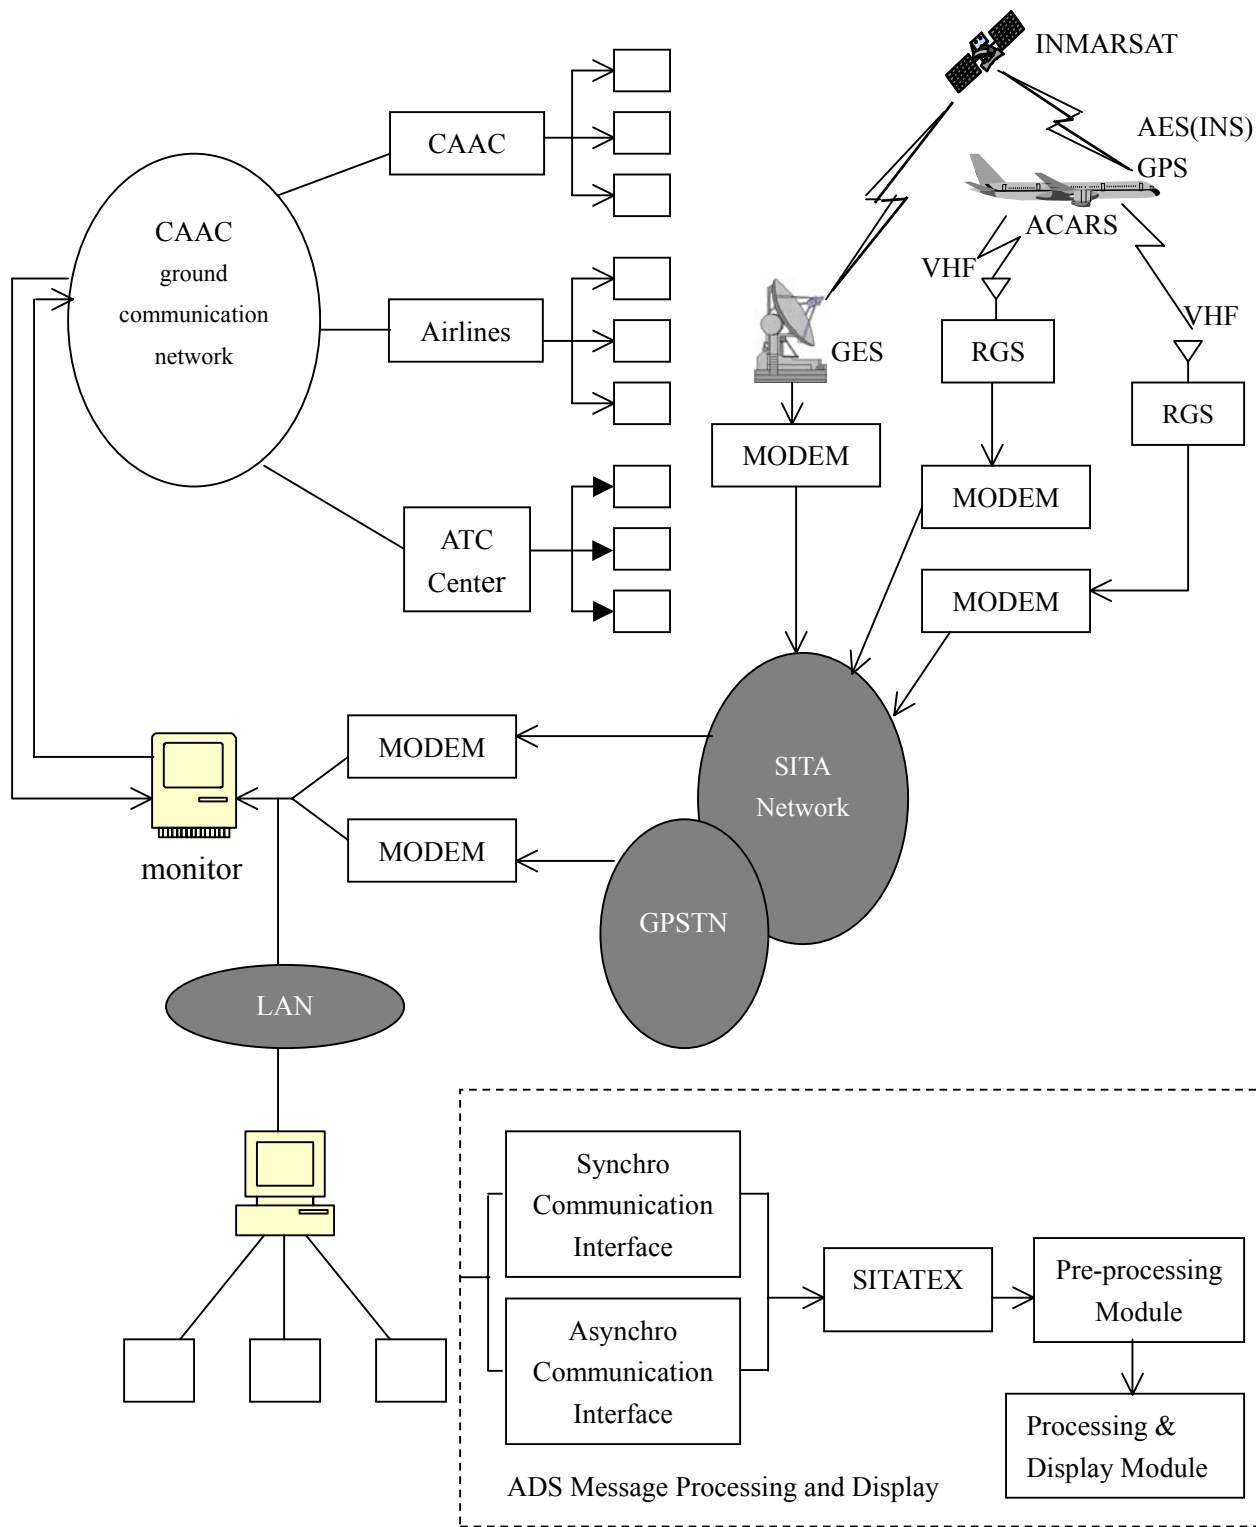 INMARSAT
AES(INS)
GPS
ACARS
VHF
VHF
GES
RGS
RGS
MODEM
MODEM
MODEM
CAAC
ground
communication
network
CAAC
Airlines
ATC
Center
MODEM
MODEM
SITA
Network
GPSTN
monitor
LAN
Synchro
Communication
Interface
Asynchro
Communication
Interface
SITATEX
Pre-processing
Module
Processing &
Display Module
ADS Message Processing and Display